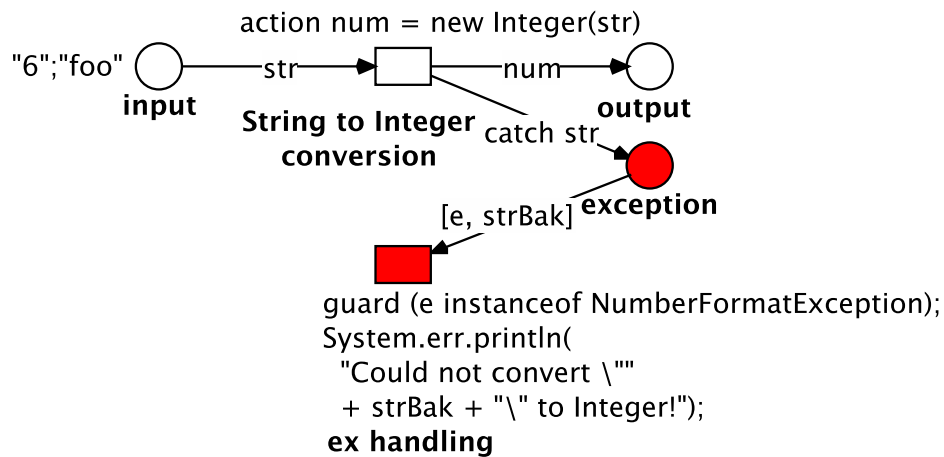 action num = new Integer(str)
"6";"foo"
str
num
input
output
String to Integer
conversion
catch str
exception
[e, strBak]
guard (e instanceof NumberFormatException);
System.err.println(
"Could not convert \""
+ strBak + "\" to Integer!");
ex handling